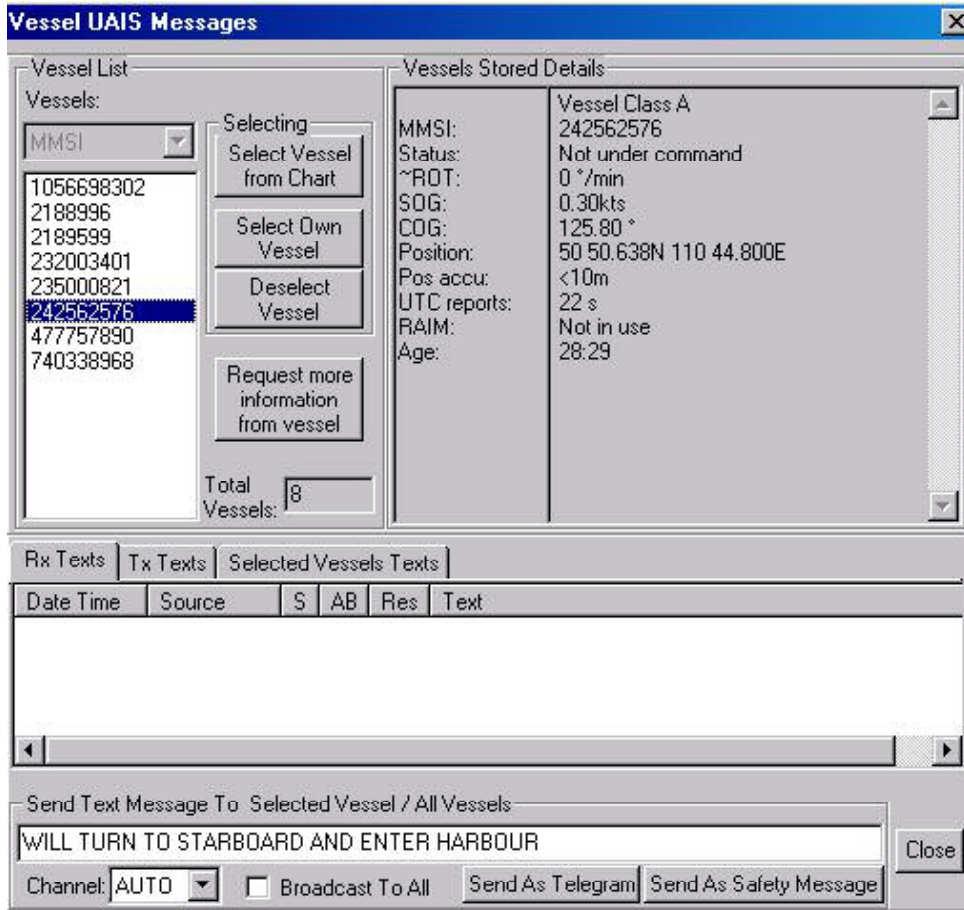 Vessel UAIS Messages
Vessel List
Vessels:
MMSI
1056698302
2188996
2189599
232003401
235000821
242562576
477757890
740338968
Selecting
Select Vessel
from Chart
Select Own
Vessel
Deselect
Vessel
Request more
information
from vessel
Total
Vessels: 8
Vessels Stored Details
Vessel Class A
MMSI: 242562576
Status: Not under command
~ROT: 0 °/min
SOG: 0.30kts
COG: 125.80 °
Position: 50 50.638N 110 44.800E
Pos accu: <10m
UTC reports: 22 s
RAIM: Not in use
Age: 28:29
Rx Texts Tx Texts Selected Vessels Texts
Date Time Source S AB Res Text
Send Text Message To Selected Vessel / All Vessels
WILL TURN TO STARBOARD AND ENTER HARBOUR
Close
Channel: AUTO Broadcast To All Send As Telegram Send As Safety Message